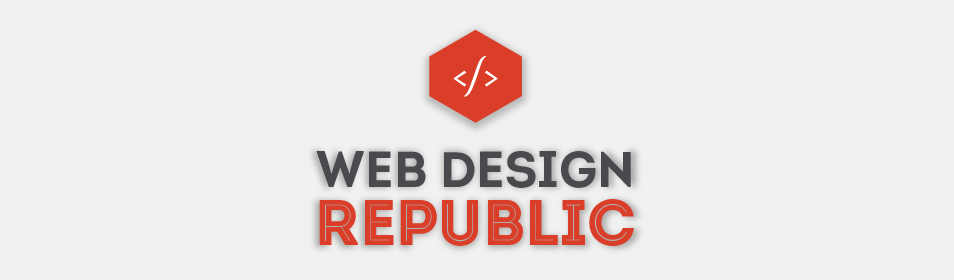 </>
WEB DESIGN
REPUBLIC